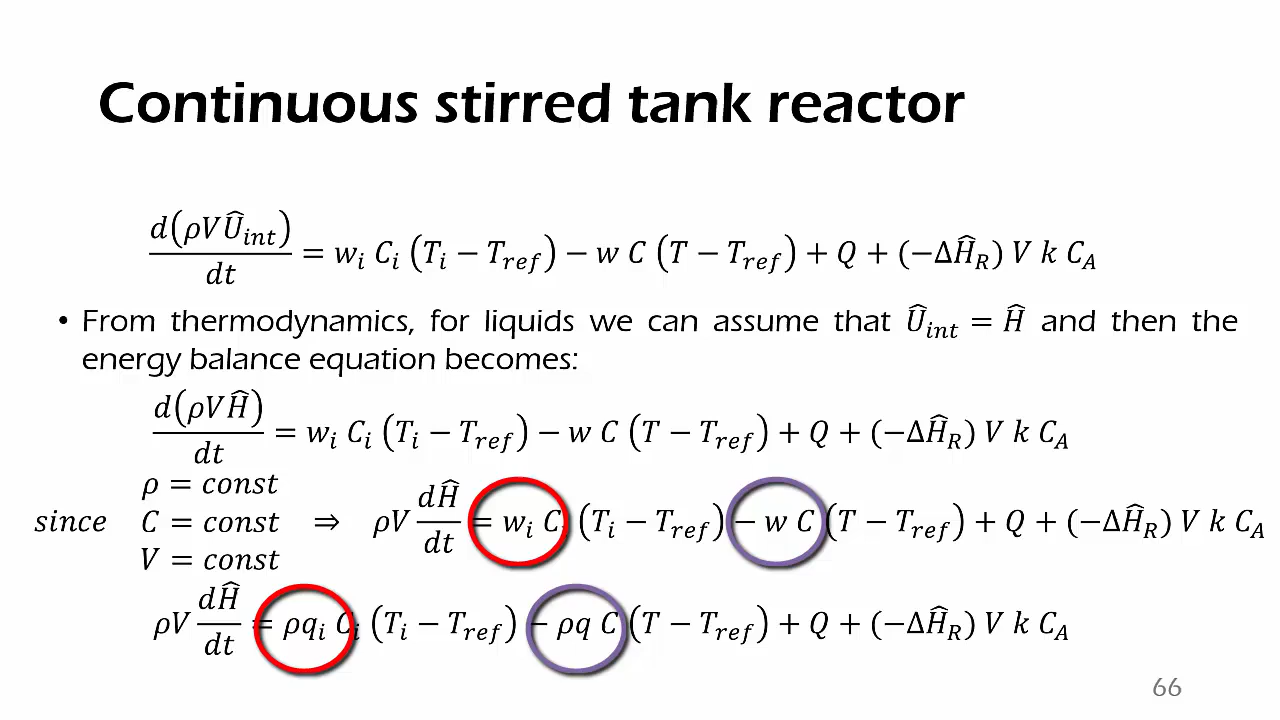 Continuous stirred tank reactor
d(ρVÛ_int)/dt = w_i C_i (T_i − T_ref) − w C (T − T_ref) + Q + (−ΔĤ_R) V k C_A
• From thermodynamics, for liquids we can assume that Û_int = Ĥ and then the
energy balance equation becomes:
d(ρVĤ)/dt = w_i C_i (T_i − T_ref) − w C (T − T_ref) + Q + (−ΔĤ_R) V k C_A
ρ = const
since C = const ⇒ ρV dĤ/dt = w_i C_i (T_i − T_ref) − w C (T − T_ref) + Q + (−ΔĤ_R) V k C_A
V = const
ρV dĤ/dt = ρq_i C_i (T_i − T_ref) − ρq C (T − T_ref) + Q + (−ΔĤ_R) V k C_A
66